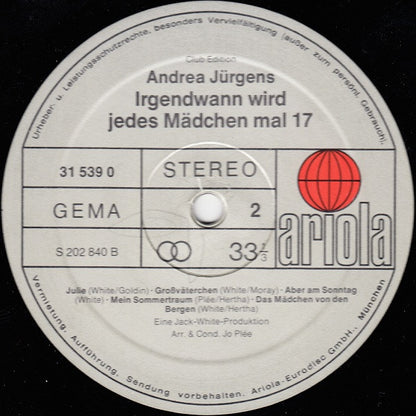 Urheber- u. Leistungsschutzrechte, besonders Vervielfältigung (außer zum persönl. Gebrauch),
Club Edition
Andrea Jürgens
Irgendwann wird
jedes Mädchen mal 17
31 539 0
STEREO
GEMA
2
ariola
S 202 840 B
33⅓
Julie (White/Goldin) · Großväterchen (White/Moray) · Aber am Sonntag
(White) · Mein Sommertraum (Plée/Hertha) · Das Mädchen von den
Bergen (White/Hertha)
Eine Jack-White-Produktion
Arr. & Cond. Jo Plée
Vermietung, Aufführung, Sendung vorbehalten. Ariola-Eurodisc GmbH., München